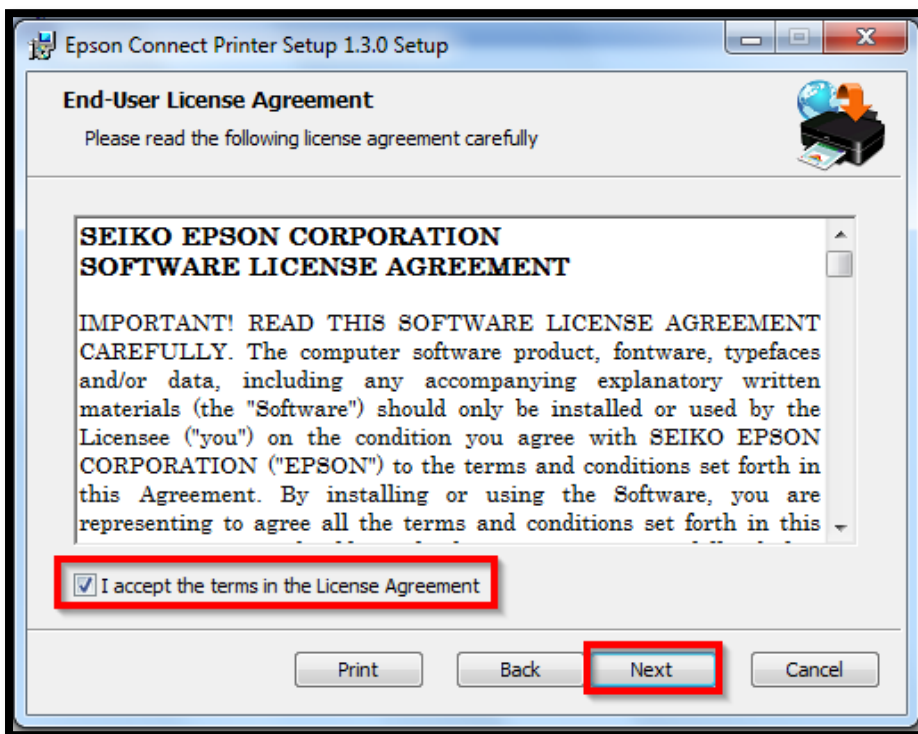 Epson Connect Printer Setup 1.3.0 Setup
End-User License Agreement
Please read the following license agreement carefully
SEIKO EPSON CORPORATION
SOFTWARE LICENSE AGREEMENT
IMPORTANT! READ THIS SOFTWARE LICENSE AGREEMENT
CAREFULLY. The computer software product, fontware, typefaces
and/or data, including any accompanying explanatory written
materials (the "Software") should only be installed or used by the
Licensee ("you") on the condition you agree with SEIKO EPSON
CORPORATION ("EPSON") to the terms and conditions set forth in
this Agreement. By installing or using the Software, you are
representing to agree all the terms and conditions set forth in this
I accept the terms in the License Agreement
Print
Back
Next
Cancel